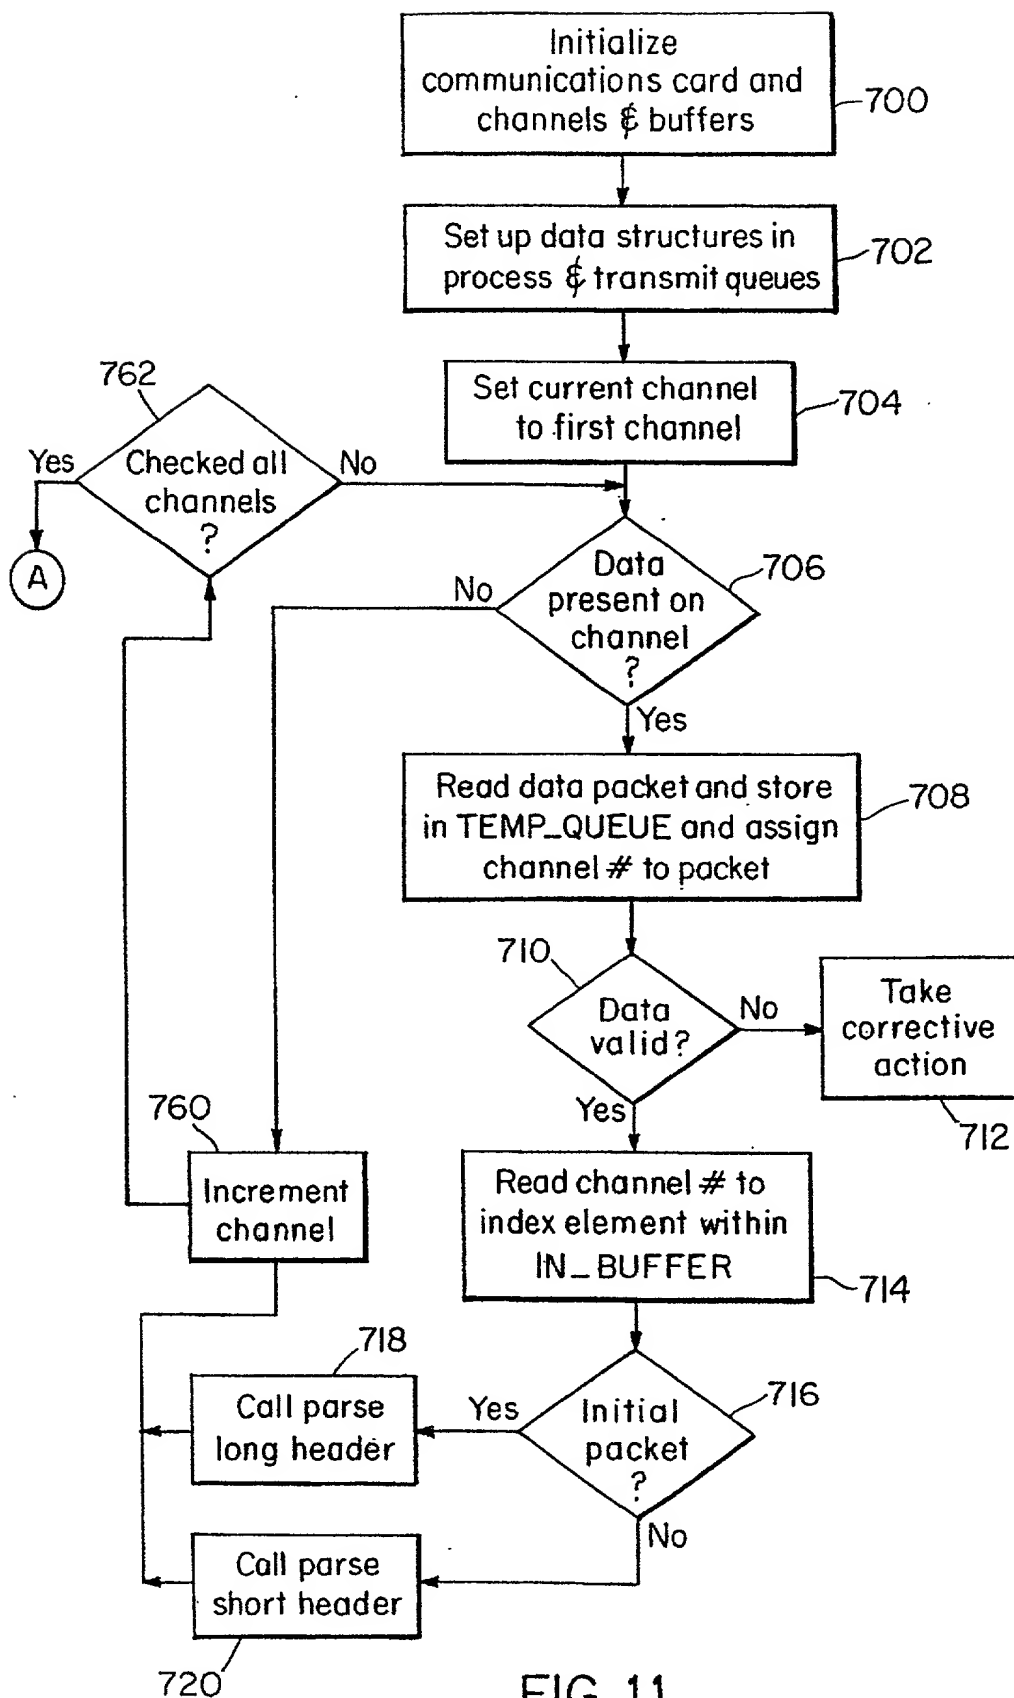 Initialize
communications card and
channels & buffers
700
Set up data structures in
process & transmit queues
702
762
Set current channel
to first channel
704
Yes
Checked all
channels
?
No
A
No
Data
present on
channel
?
706
Yes
Read data packet and store
in TEMP_QUEUE and assign
channel # to packet
708
710
Data
valid?
No
Take
corrective
action
712
Yes
760
Increment
channel
Read channel # to
index element within
IN_BUFFER
714
718
Call parse
long header
Yes
Initial
packet
?
716
No
Call parse
short header
720
FIG. 11